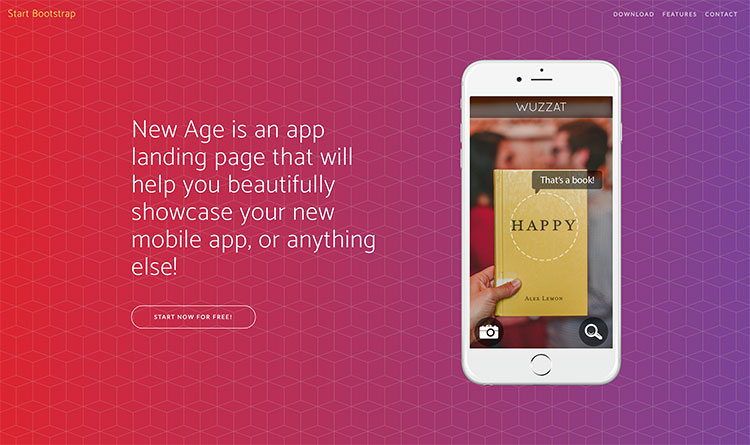 Start Bootstrap
DOWNLOAD FEATURES CONTACT
New Age is an app
landing page that will
help you beautifully
showcase your new
mobile app, or anything
else!
START NOW FOR FREE!
WUZZAT
That's a book!
HAPPY
ALEX LEMON